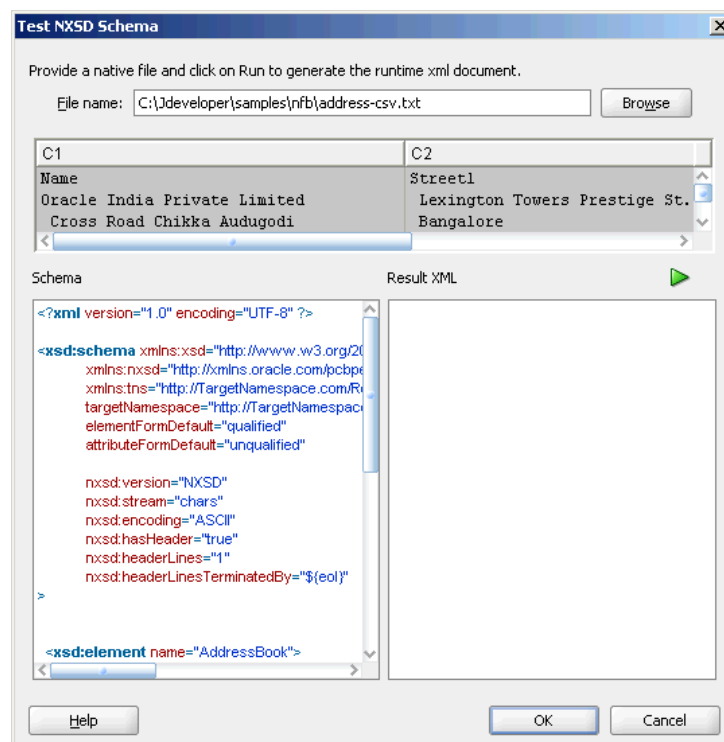 Test NXSD Schema
Provide a native file and click on Run to generate the runtime xml document.
File name: C:\Jdeveloper\samples\nfb\address-csv.txt Browse
C1 C2
Name Street1
Oracle India Private Limited Lexington Towers Prestige St.
Cross Road Chikka Audugodi Bangalore
Schema Result XML
<?xml version="1.0" encoding="UTF-8" ?>
<xsd:schema xmlns:xsd="http://www.w3.org/20
xmlns:nxsd="http://xmlns.oracle.com/pcbpe
xmlns:tns="http://TargetNamespace.com/Re
targetNamespace="http://TargetNamespac
elementFormDefault="qualified"
attributeFormDefault="unqualified"
nxsd:version="NXSD"
nxsd:stream="chars"
nxsd:encoding="ASCII"
nxsd:hasHeader="true"
nxsd:headerLines="1"
nxsd:headerLinesTerminatedBy="${eol}"
>
<xsd:element name="AddressBook">
Help OK Cancel